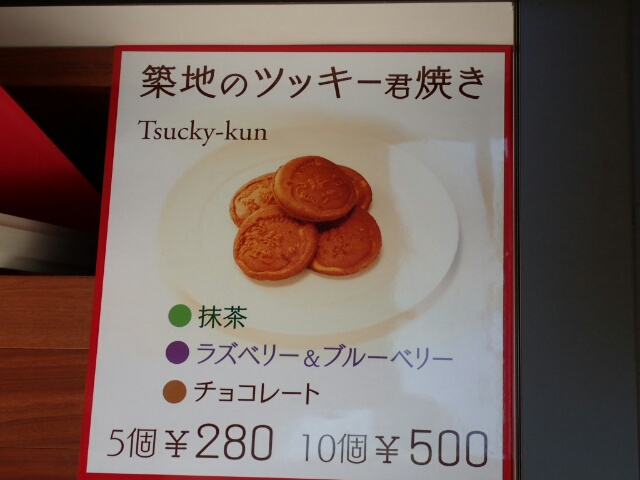 築地のツッキー君焼き
Tsucky-kun
抹茶
ラズベリー&ブルーベリー
チョコレート
5個¥280 10個¥500